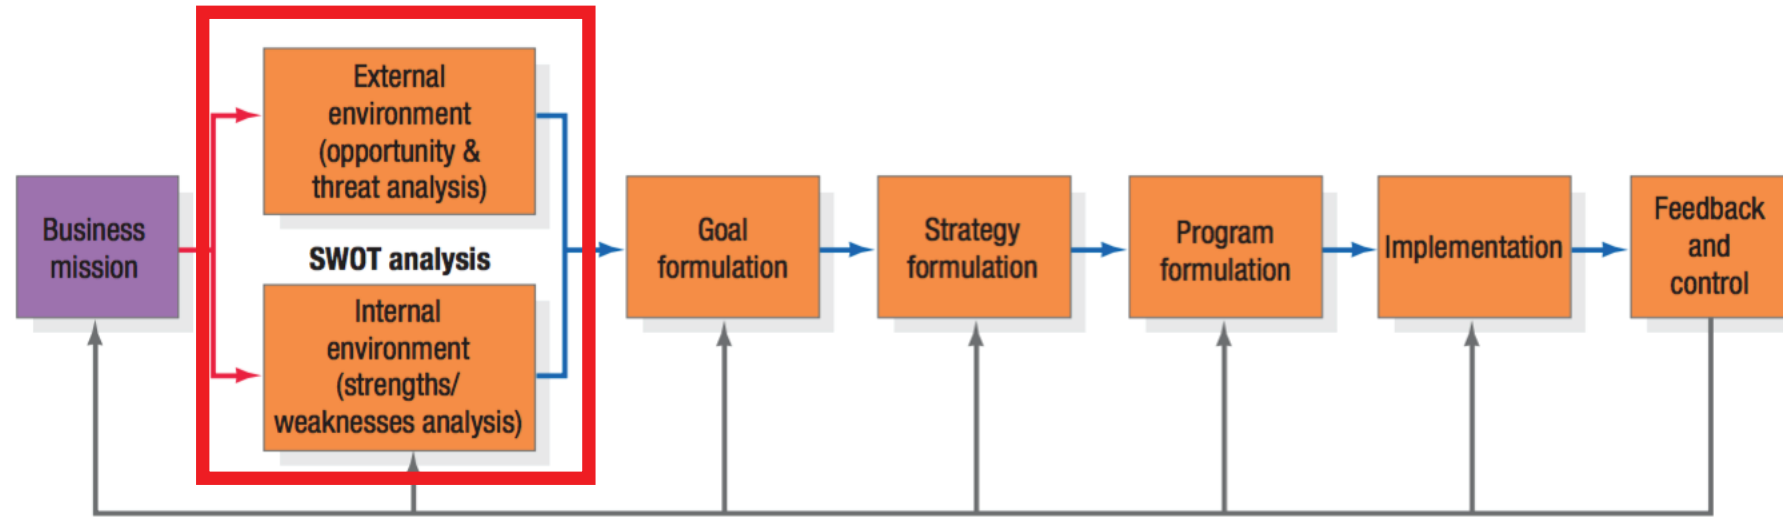 Business
mission
External
environment
(opportunity &
threat analysis)
SWOT analysis
Internal
environment
(strengths/
weaknesses analysis)
Goal
formulation
Strategy
formulation
Program
formulation
Implementation
Feedback
and
control